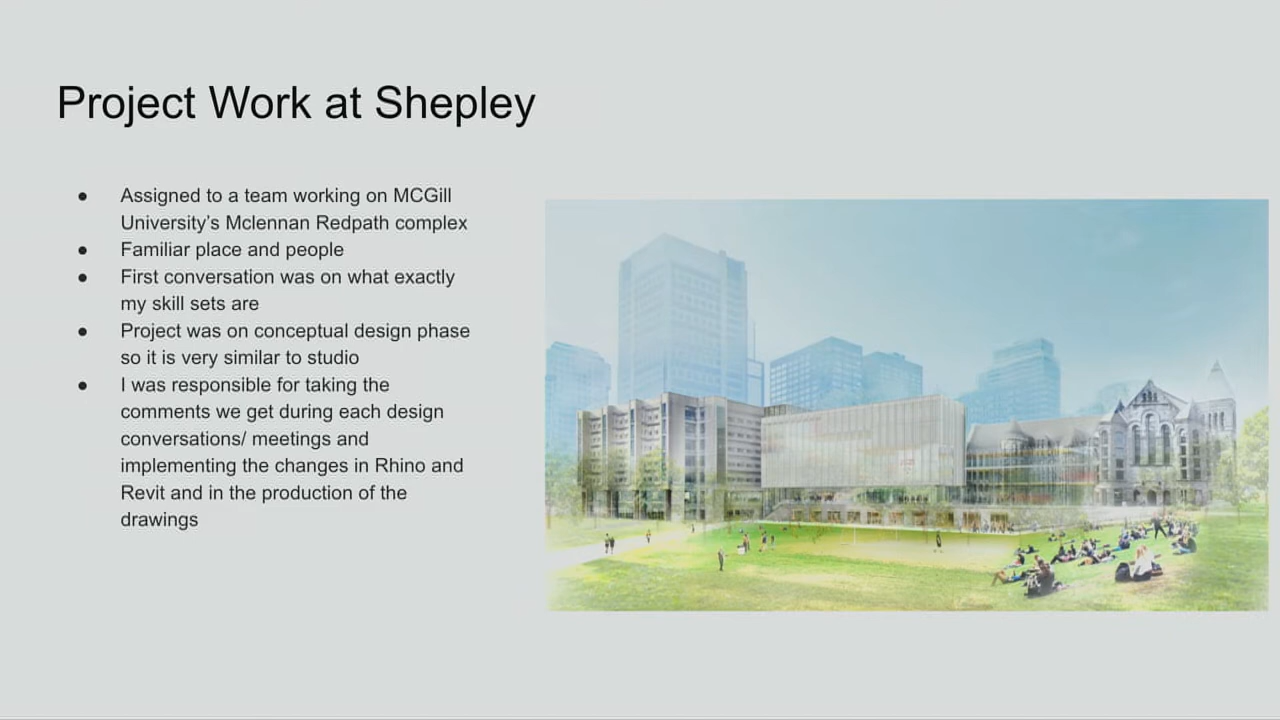 Project Work at Shepley
● Assigned to a team working on MCGill
University's Mclennan Redpath complex
● Familiar place and people
● First conversation was on what exactly
my skill sets are
● Project was on conceptual design phase
so it is very similar to studio
● I was responsible for taking the
comments we get during each design
conversations/ meetings and
implementing the changes in Rhino and
Revit and in the production of the
drawings